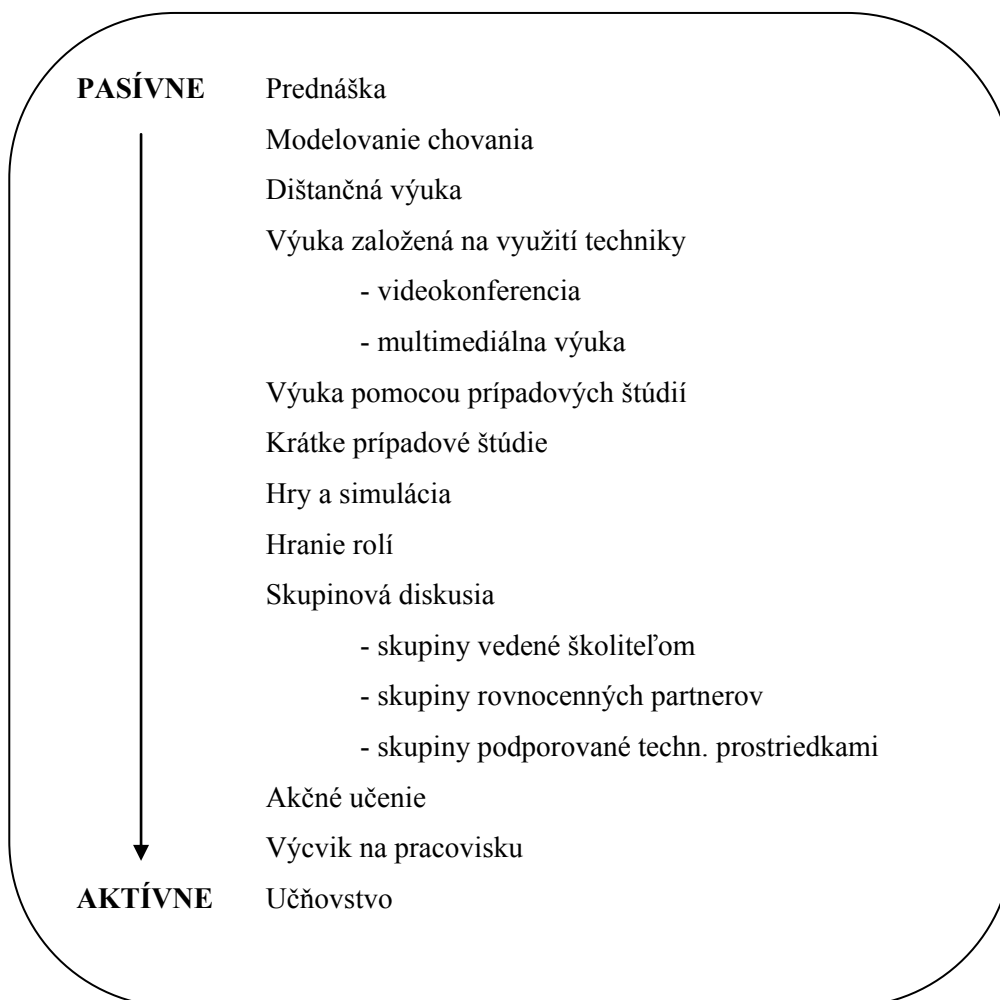 PASÍVNE Prednáška
Modelovanie chovania
Dištančná výuka
Výuka založená na využití techniky
- videokonferencia
- multimediálna výuka
Výuka pomocou prípadových štúdií
Krátke prípadové štúdie
Hry a simulácia
Hranie rolí
Skupinová diskusia
- skupiny vedené školiteľom
- skupiny rovnocenných partnerov
- skupiny podporované techn. prostriedkami
Akčné učenie
Výcvik na pracovisku
AKTÍVNE Učňovstvo